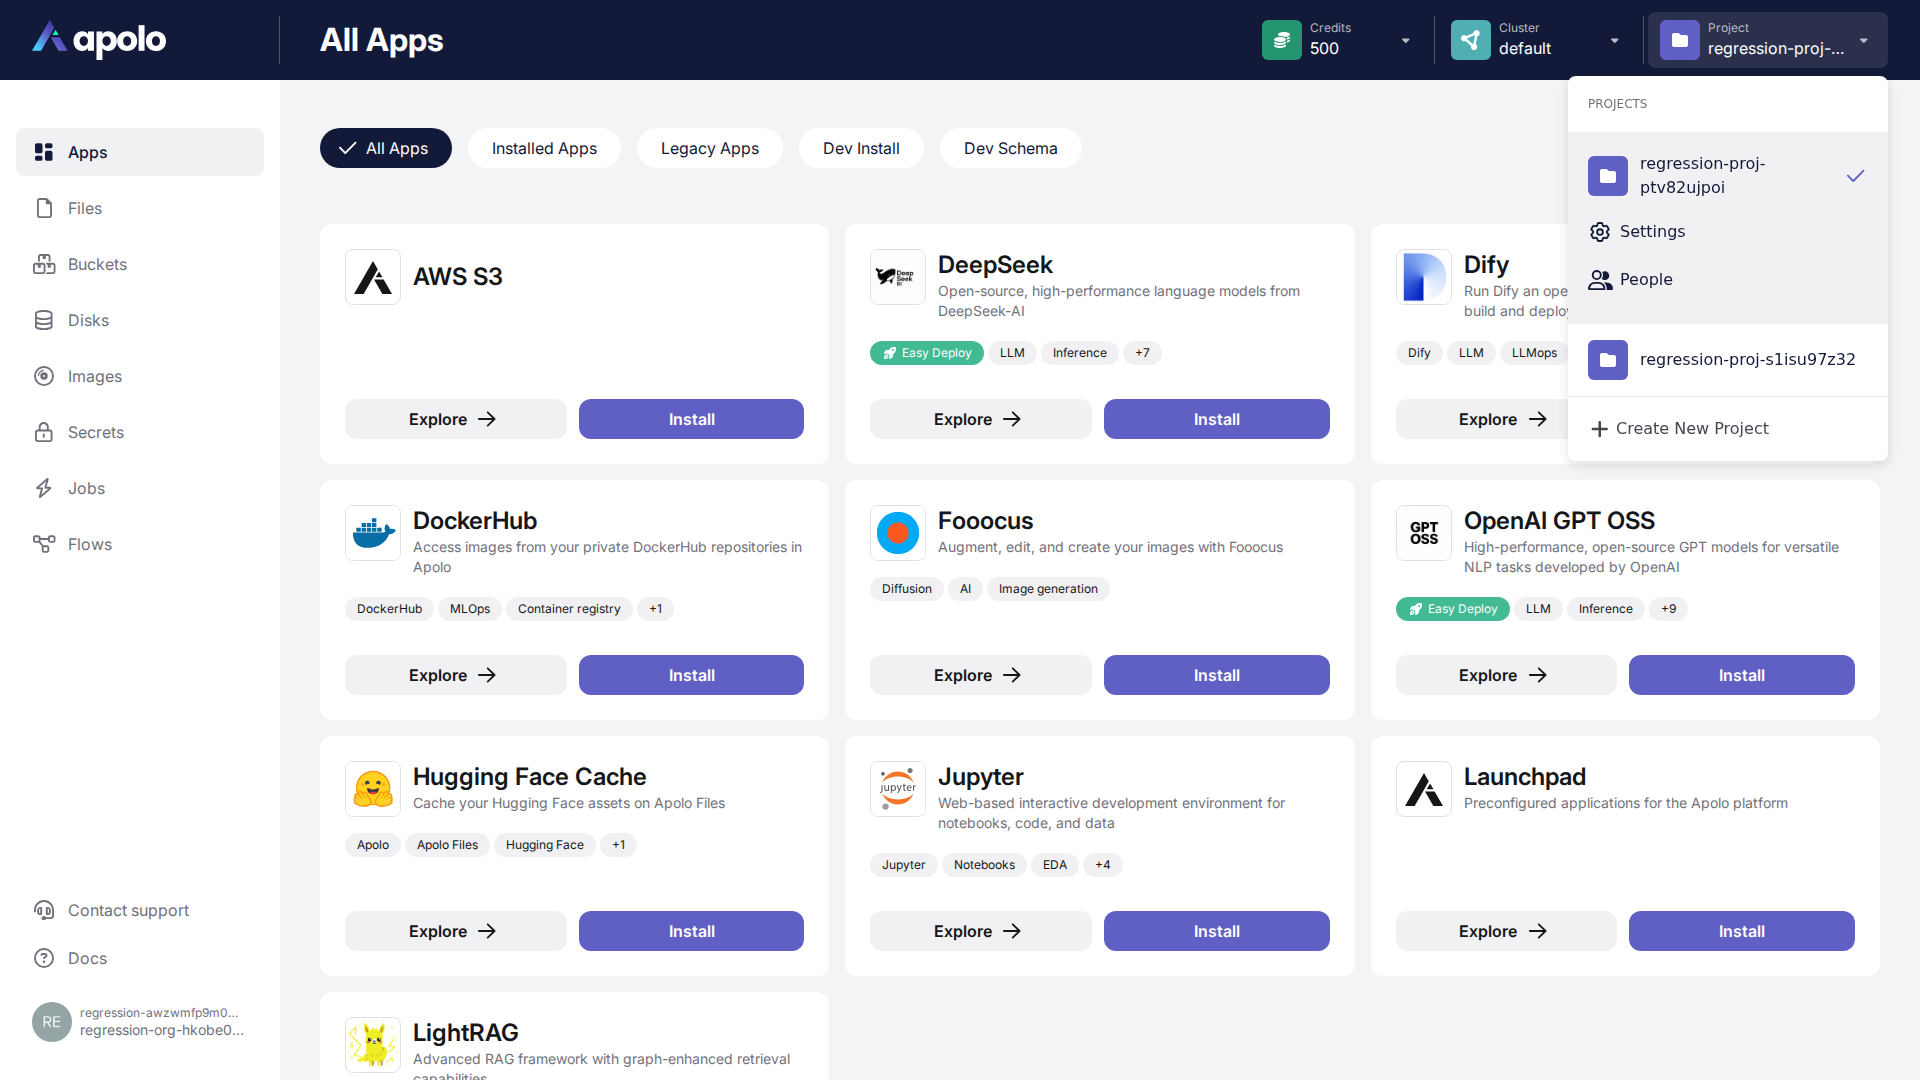 apolo
All Apps
Credits
500
Cluster
default
Project
regression-proj-...
PROJECTS
regression-proj-
ptv82ujpoi
Settings
People
regression-proj-s1isu97z32
Create New Project
Apps
Files
Buckets
Disks
Images
Secrets
Jobs
Flows
Contact support
Docs
RE
regression-awzwmfp9m0...
regression-org-hkobe0...
All Apps
Installed Apps
Legacy Apps
Dev Install
Dev Schema
AWS S3
Explore
Install
Deep
Seek
AI
DeepSeek
Open-source, high-performance language models from
DeepSeek-AI
Easy Deploy
LLM
Inference
+7
Explore
Install
Dify
Run Dify an ope
build and deploy
Dify
LLM
LLMops
Explore
DockerHub
Access images from your private DockerHub repositories in
Apolo
DockerHub
MLOps
Container registry
+1
Explore
Install
Fooocus
Augment, edit, and create your images with Fooocus
Diffusion
AI
Image generation
Explore
Install
GPT
OSS
OpenAI GPT OSS
High-performance, open-source GPT models for versatile
NLP tasks developed by OpenAI
Easy Deploy
LLM
Inference
+9
Explore
Install
Hugging Face Cache
Cache your Hugging Face assets on Apolo Files
Apolo
Apolo Files
Hugging Face
+1
Explore
Install
jupyter
Jupyter
Web-based interactive development environment for
notebooks, code, and data
Jupyter
Notebooks
EDA
+4
Explore
Install
Launchpad
Preconfigured applications for the Apolo platform
Explore
Install
LightRAG
Advanced RAG framework with graph-enhanced retrieval
capabilities